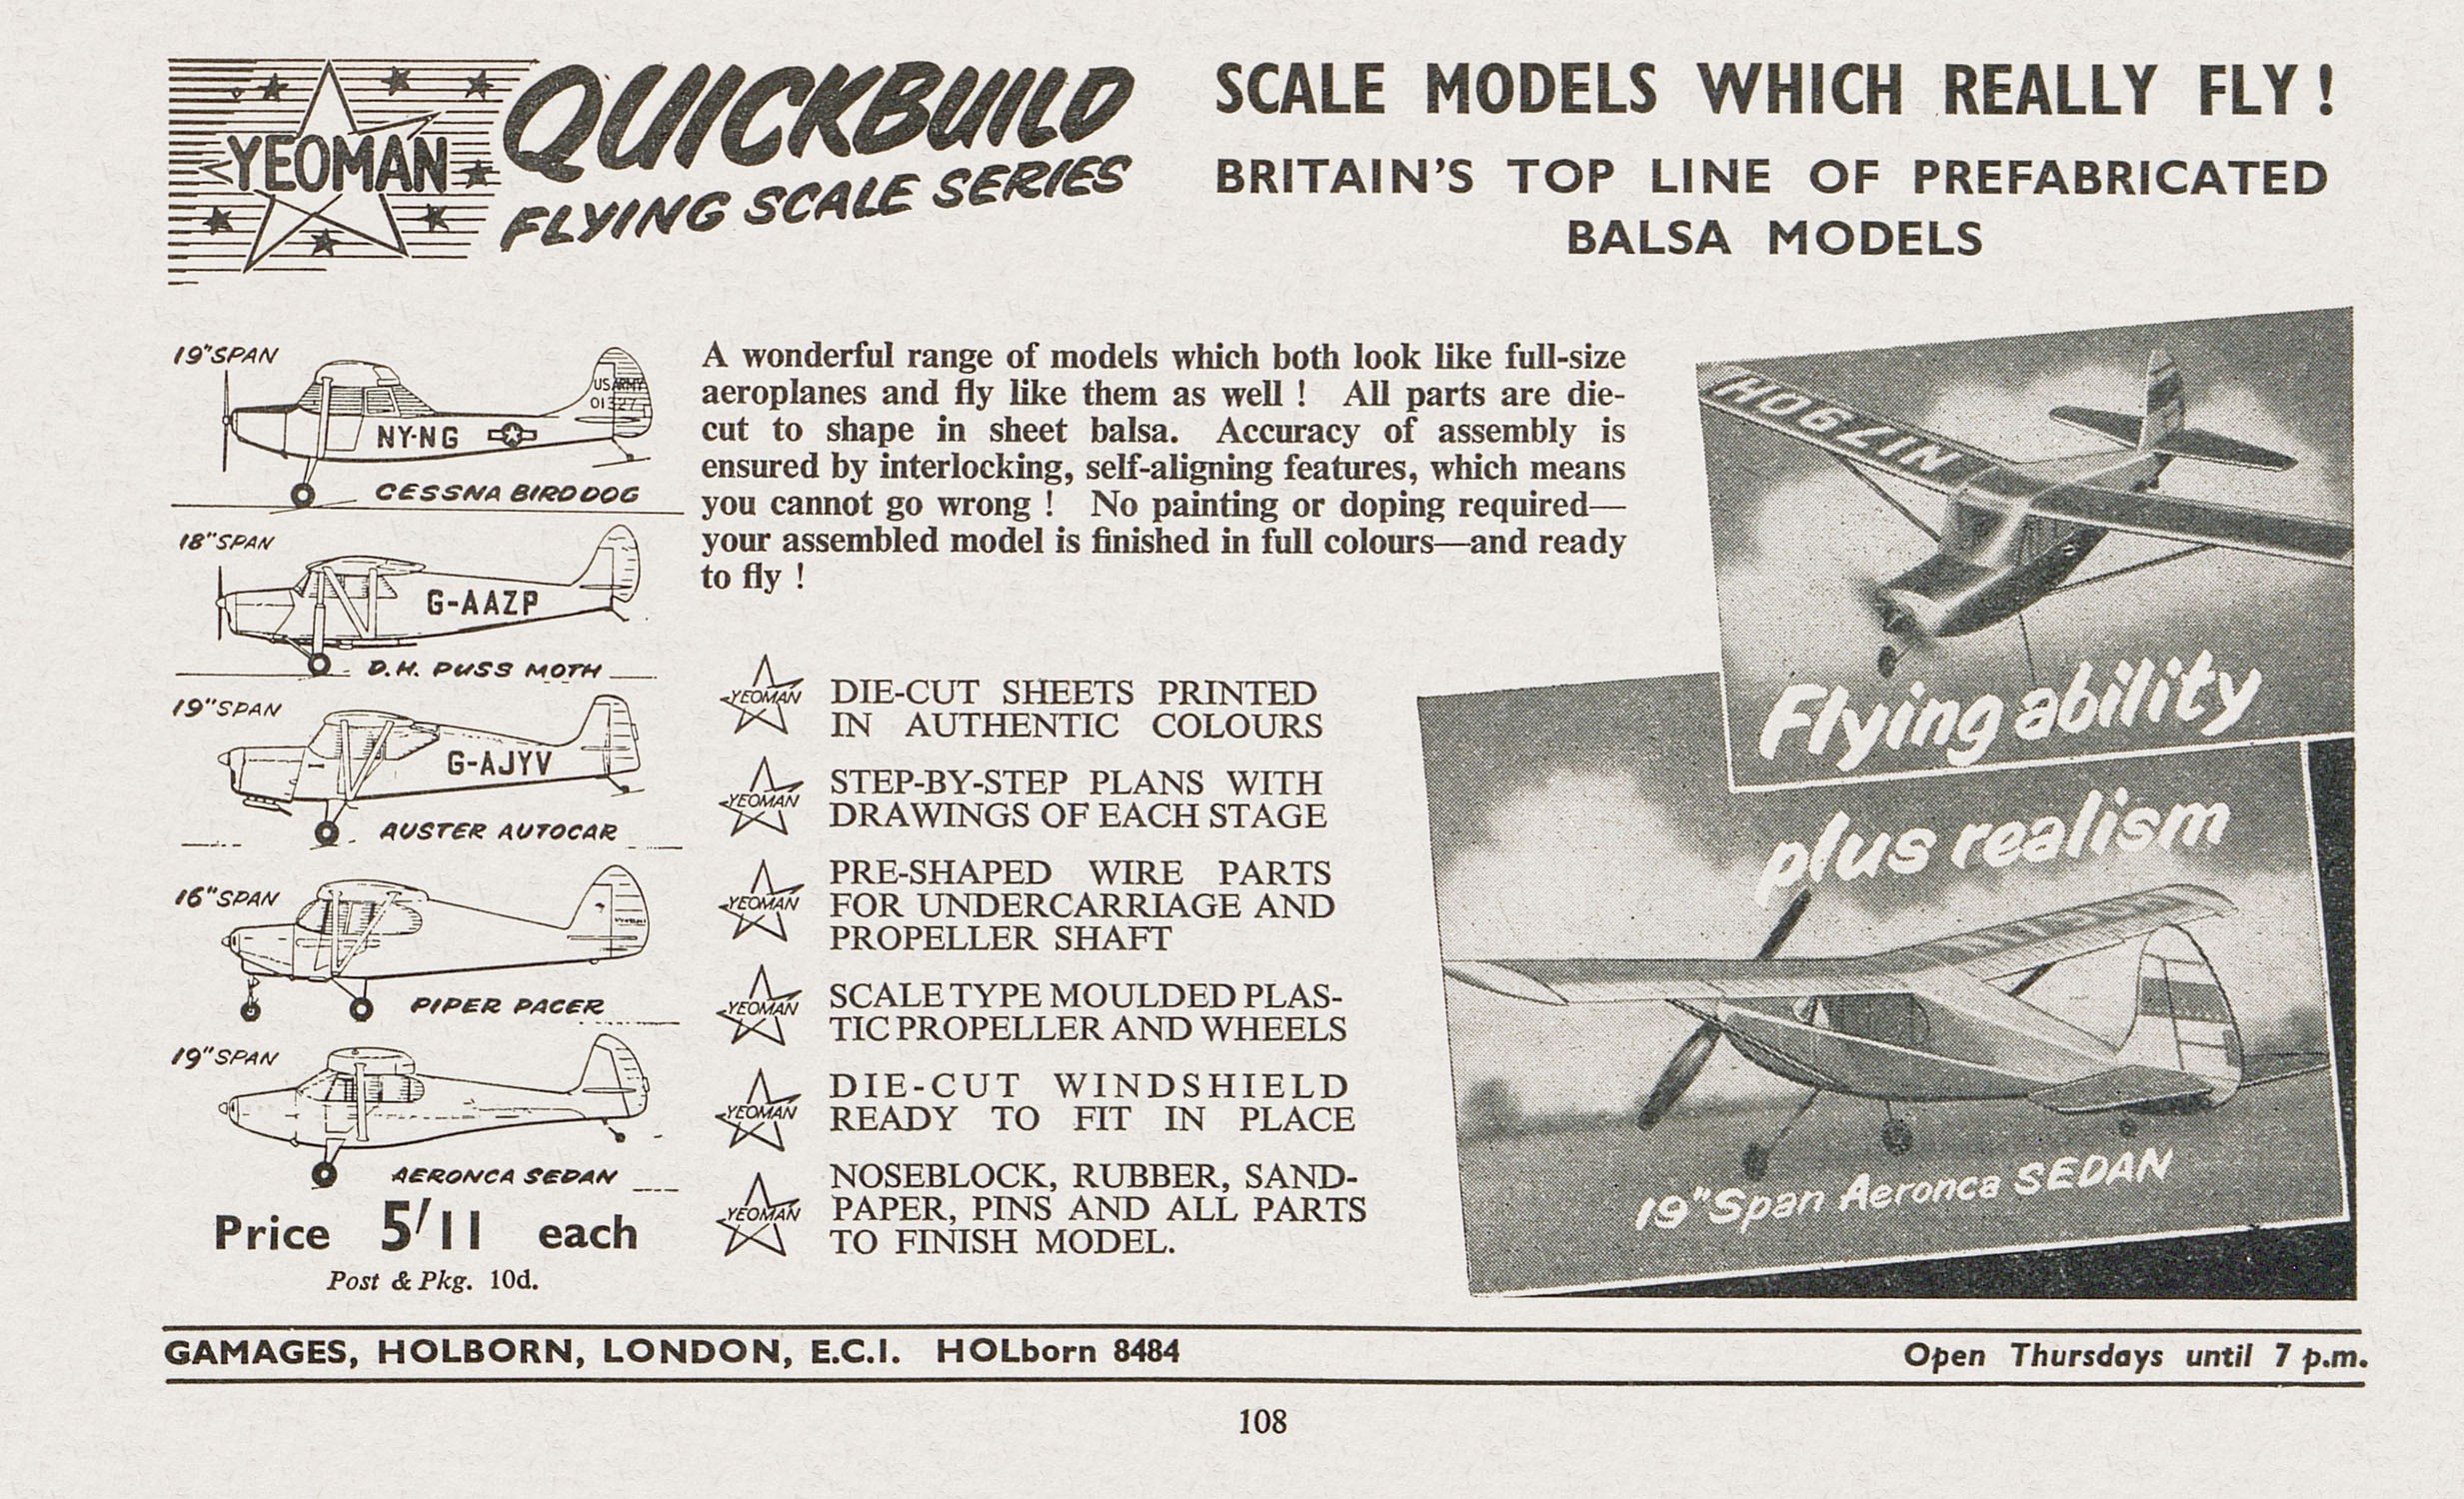 YEOMAN
QUICKBUILD
FLYING SCALE SERIES
SCALE MODELS WHICH REALLY FLY !
BRITAIN'S TOP LINE OF PREFABRICATED
BALSA MODELS
19" SPAN
US ARMY
NY-NG
CESSNA BIRD DOG
18" SPAN
G-AAZP
D.H. PUSS MOTH
19" SPAN
G-AJYV
AUSTER AUTOCAR
16" SPAN
PIPER PACER
19" SPAN
AERONCA SEDAN
Price 5/11 each
Post & Pkg. 10d.
A wonderful range of models which both look like full-size
aeroplanes and fly like them as well ! All parts are die-
cut to shape in sheet balsa. Accuracy of assembly is
ensured by interlocking, self-aligning features, which means
you cannot go wrong ! No painting or doping required—
your assembled model is finished in full colours—and ready
to fly !
YEOMAN
DIE-CUT SHEETS PRINTED
IN AUTHENTIC COLOURS
YEOMAN
STEP-BY-STEP PLANS WITH
DRAWINGS OF EACH STAGE
YEOMAN
PRE-SHAPED WIRE PARTS
FOR UNDERCARRIAGE AND
PROPELLER SHAFT
YEOMAN
SCALE TYPE MOULDED PLAS-
TIC PROPELLER AND WHEELS
YEOMAN
DIE-CUT WINDSHIELD
READY TO FIT IN PLACE
YEOMAN
NOSEBLOCK, RUBBER, SAND-
PAPER, PINS AND ALL PARTS
TO FINISH MODEL.
Flying ability
plus realism
19" Span Aeronca SEDAN
GAMAGES, HOLBORN, LONDON, E.C.I. HOLborn 8484
Open Thursdays until 7 p.m.
108